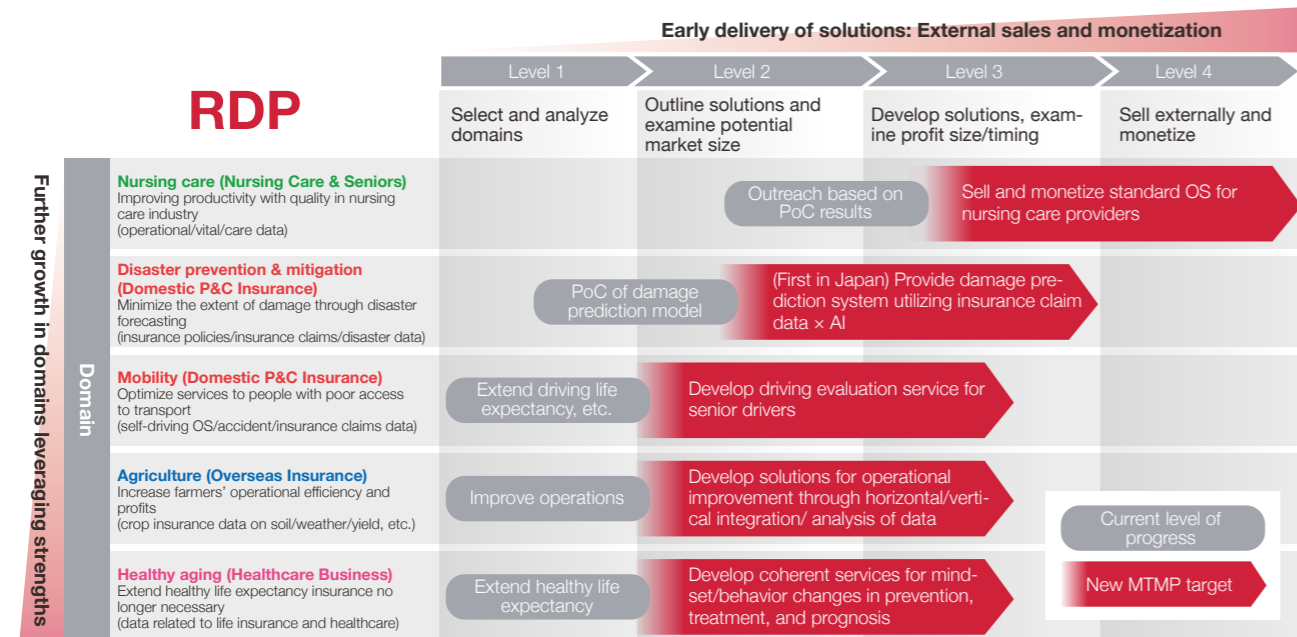 Early delivery of solutions: External sales and monetization
Level 1
Level 2
Level 3
Level 4
RDP
Select and analyze
domains
Outline solutions and
examine potential
market size
Develop solutions, exam-
ine profit size/timing
Sell externally and
monetize
Further growth in domains leveraging strengths
Domain
Nursing care (Nursing Care & Seniors)
Improving productivity with quality in nursing
care industry
(operational/vital/care data)
Outreach based on
PoC results
Sell and monetize standard OS for
nursing care providers
Disaster prevention & mitigation
(Domestic P&C Insurance)
Minimize the extent of damage through disaster
forecasting
(insurance policies/insurance claims/disaster data)
PoC of damage
prediction model
(First in Japan) Provide damage pre-
diction system utilizing insurance claim
data × AI
Mobility (Domestic P&C Insurance)
Optimize services to people with poor access
to transport
(self-driving OS/accident/insurance claims data)
Extend driving life
expectancy, etc.
Develop driving evaluation service for
senior drivers
Agriculture (Overseas Insurance)
Increase farmers' operational efficiency and
profits
(crop insurance data on soil/weather/yield, etc.)
Improve operations
Develop solutions for operational
improvement through horizontal/verti-
cal integration/ analysis of data
Healthy aging (Healthcare Business)
Extend healthy life expectancy insurance no
longer necessary
(data related to life insurance and healthcare)
Extend healthy life
expectancy
Develop coherent services for mind-
set/behavior changes in prevention,
treatment, and prognosis
Current level of
progress
New MTMP target